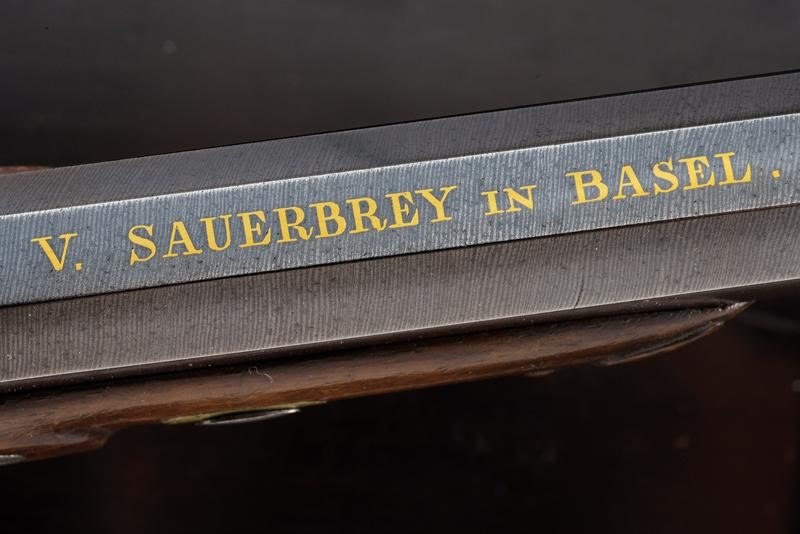 V. SAUERBREY IN BASEL.